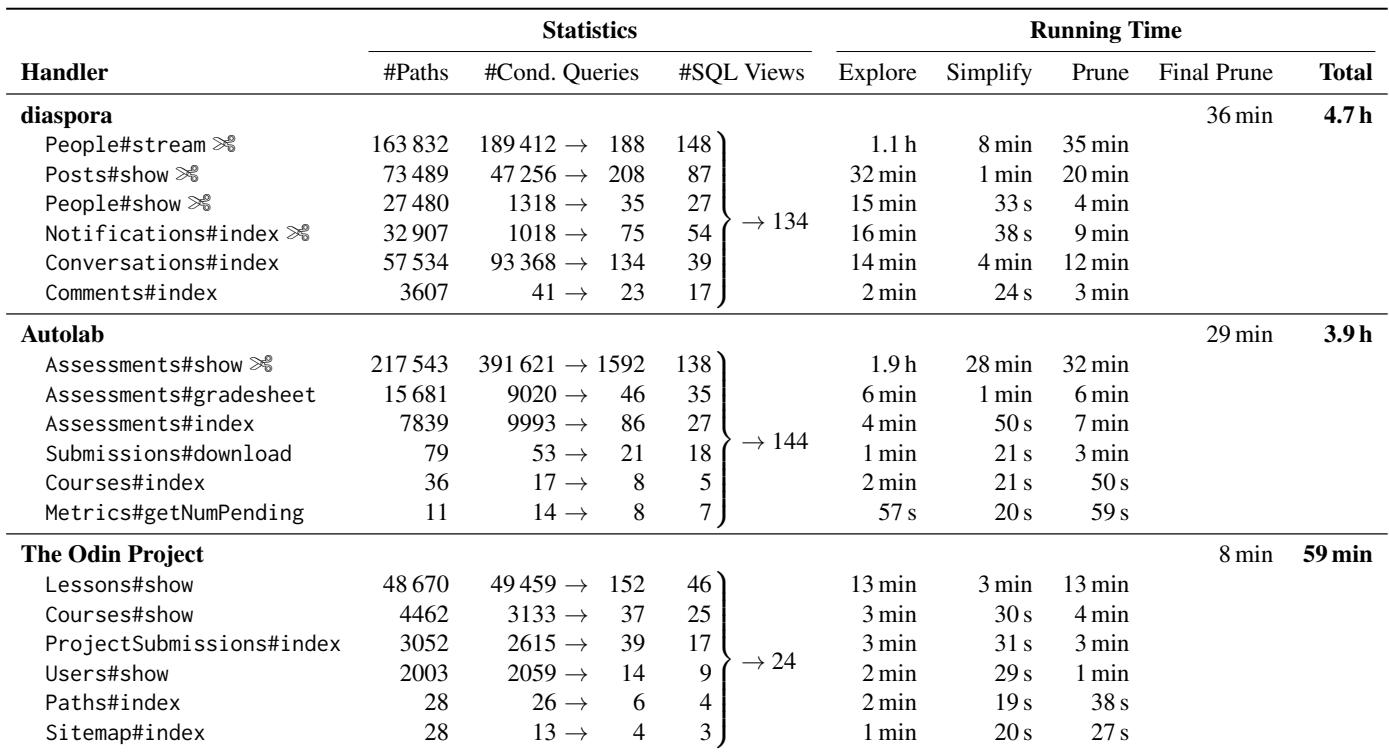 Statistics Running Time
Handler #Paths #Cond. Queries #SQL Views Explore Simplify Prune Final Prune Total
diaspora 36 min 4.7 h
People#stream ✂ 163 832 189 412 → 188 148 1.1 h 8 min 35 min
Posts#show ✂ 73 489 47 256 → 208 87 32 min 1 min 20 min
People#show ✂ 27 480 1318 → 35 27 15 min 33 s 4 min
→ 134
Notifications#index ✂ 32 907 1018 → 75 54 16 min 38 s 9 min
Conversations#index 57 534 93 368 → 134 39 14 min 4 min 12 min
Comments#index 3607 41 → 23 17 2 min 24 s 3 min
Autolab 29 min 3.9 h
Assessments#show ✂ 217 543 391 621 → 1592 138 1.9 h 28 min 32 min
Assessments#gradesheet 15 681 9020 → 46 35 6 min 1 min 6 min
Assessments#index 7839 9993 → 86 27 4 min 50 s 7 min
→ 144
Submissions#download 79 53 → 21 18 1 min 21 s 3 min
Courses#index 36 17 → 8 5 2 min 21 s 50 s
Metrics#getNumPending 11 14 → 8 7 57 s 20 s 59 s
The Odin Project 8 min 59 min
Lessons#show 48 670 49 459 → 152 46 13 min 3 min 13 min
Courses#show 4462 3133 → 37 25 3 min 30 s 4 min
ProjectSubmissions#index 3052 2615 → 39 17 3 min 31 s 3 min
→ 24
Users#show 2003 2059 → 14 9 2 min 29 s 1 min
Paths#index 28 26 → 6 4 2 min 19 s 38 s
Sitemap#index 28 13 → 4 3 1 min 20 s 27 s